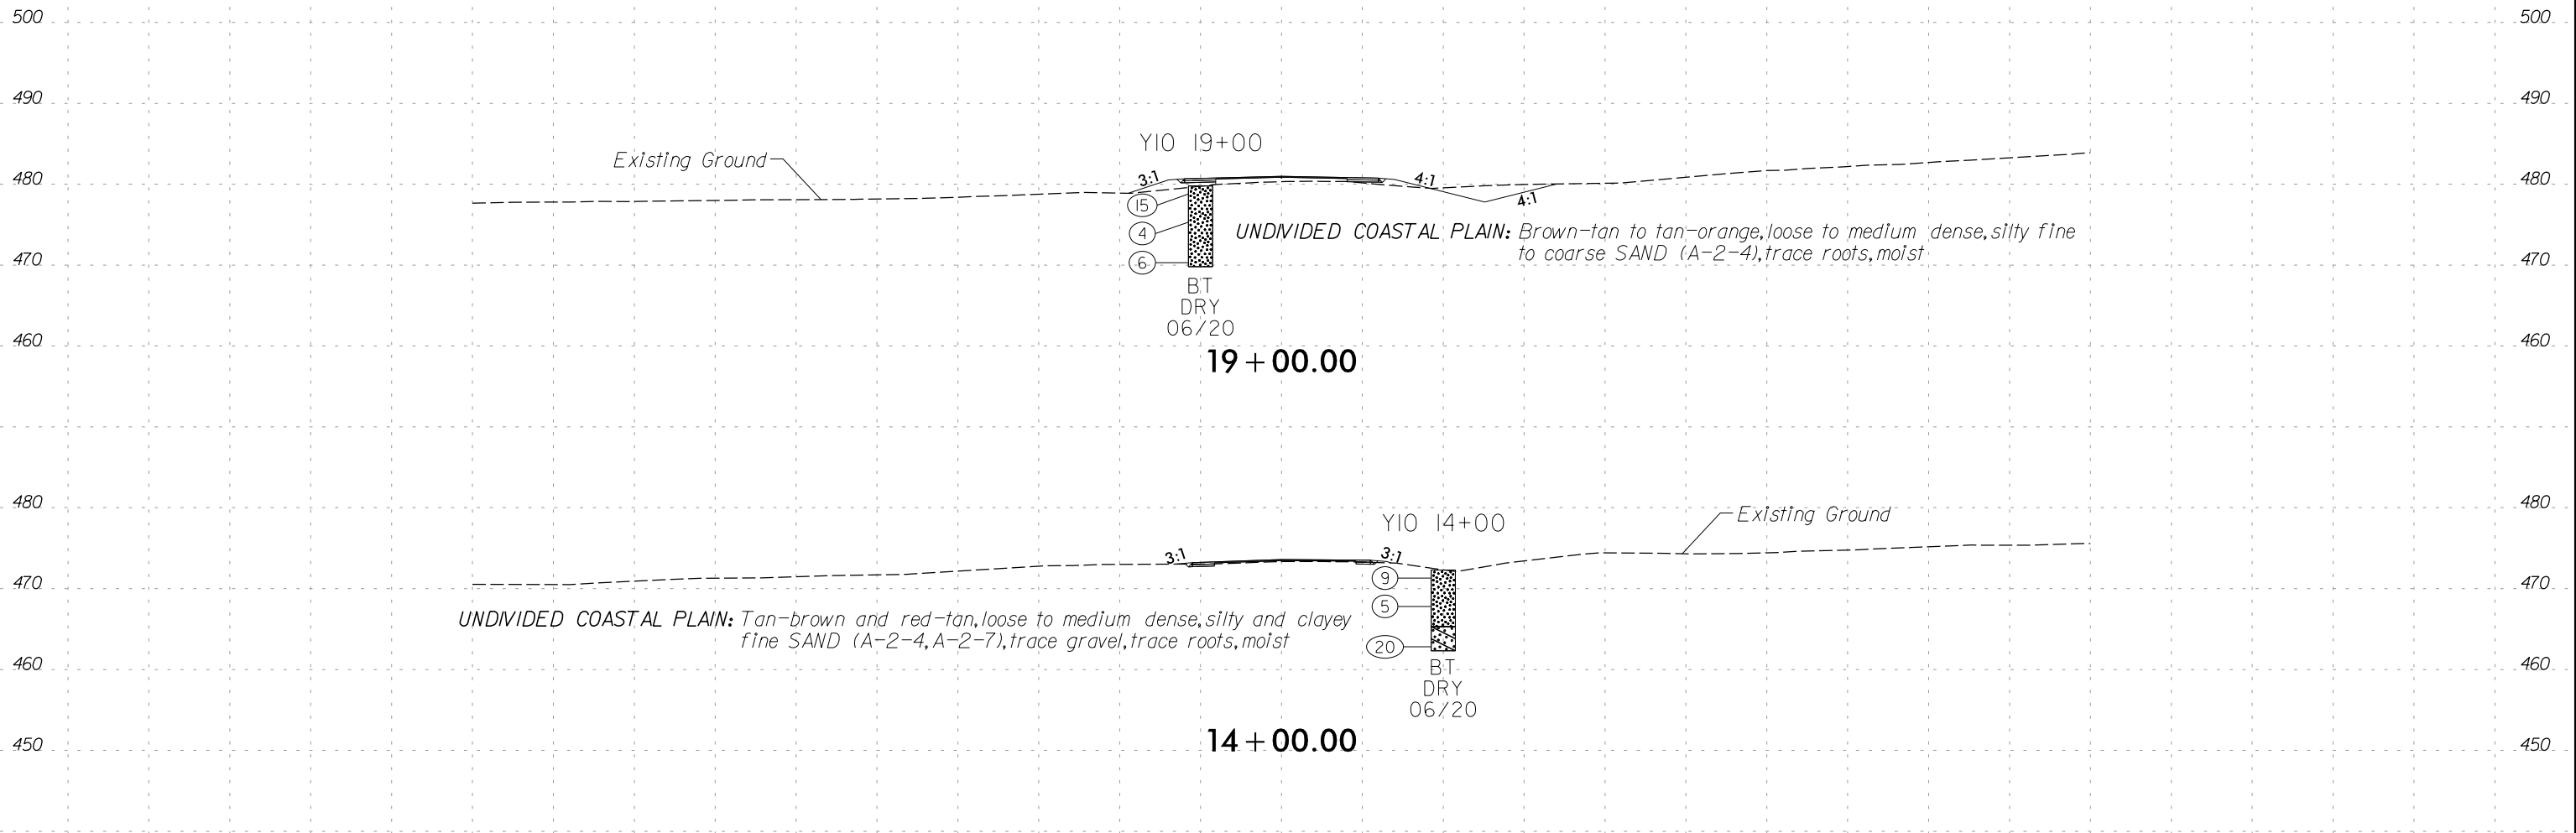 500 500
490 490
Y10 19+00
Existing Ground
480 3:1 4:1 480
4:1
15
4 UNDIVIDED COASTAL PLAIN: Brown-tan to tan-orange, loose to medium dense, silty fine
to coarse SAND (A-2-4), trace roots, moist
470 6 470
BT
DRY
06/20
460 460
19+00.00
480 480
Y10 14+00 Existing Ground
3:1 3:1
470 9 470
5
UNDIVIDED COASTAL PLAIN: Tan-brown and red-tan, loose to medium dense, silty and clayey
fine SAND (A-2-4, A-2-7), trace gravel, trace roots, moist
20
460 BT 460
DRY
06/20
450 14+00.00 450